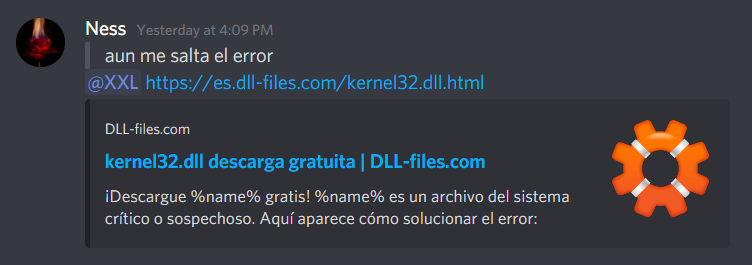 Ness Yesterday at 4:09 PM
aun me salta el error
@XXL https://es.dll-files.com/kernel32.dll.html
DLL-files.com
kernel32.dll descarga gratuita | DLL-files.com
¡Descargue %name% gratis! %name% es un archivo del sistema
crítico o sospechoso. Aquí aparece cómo solucionar el error: